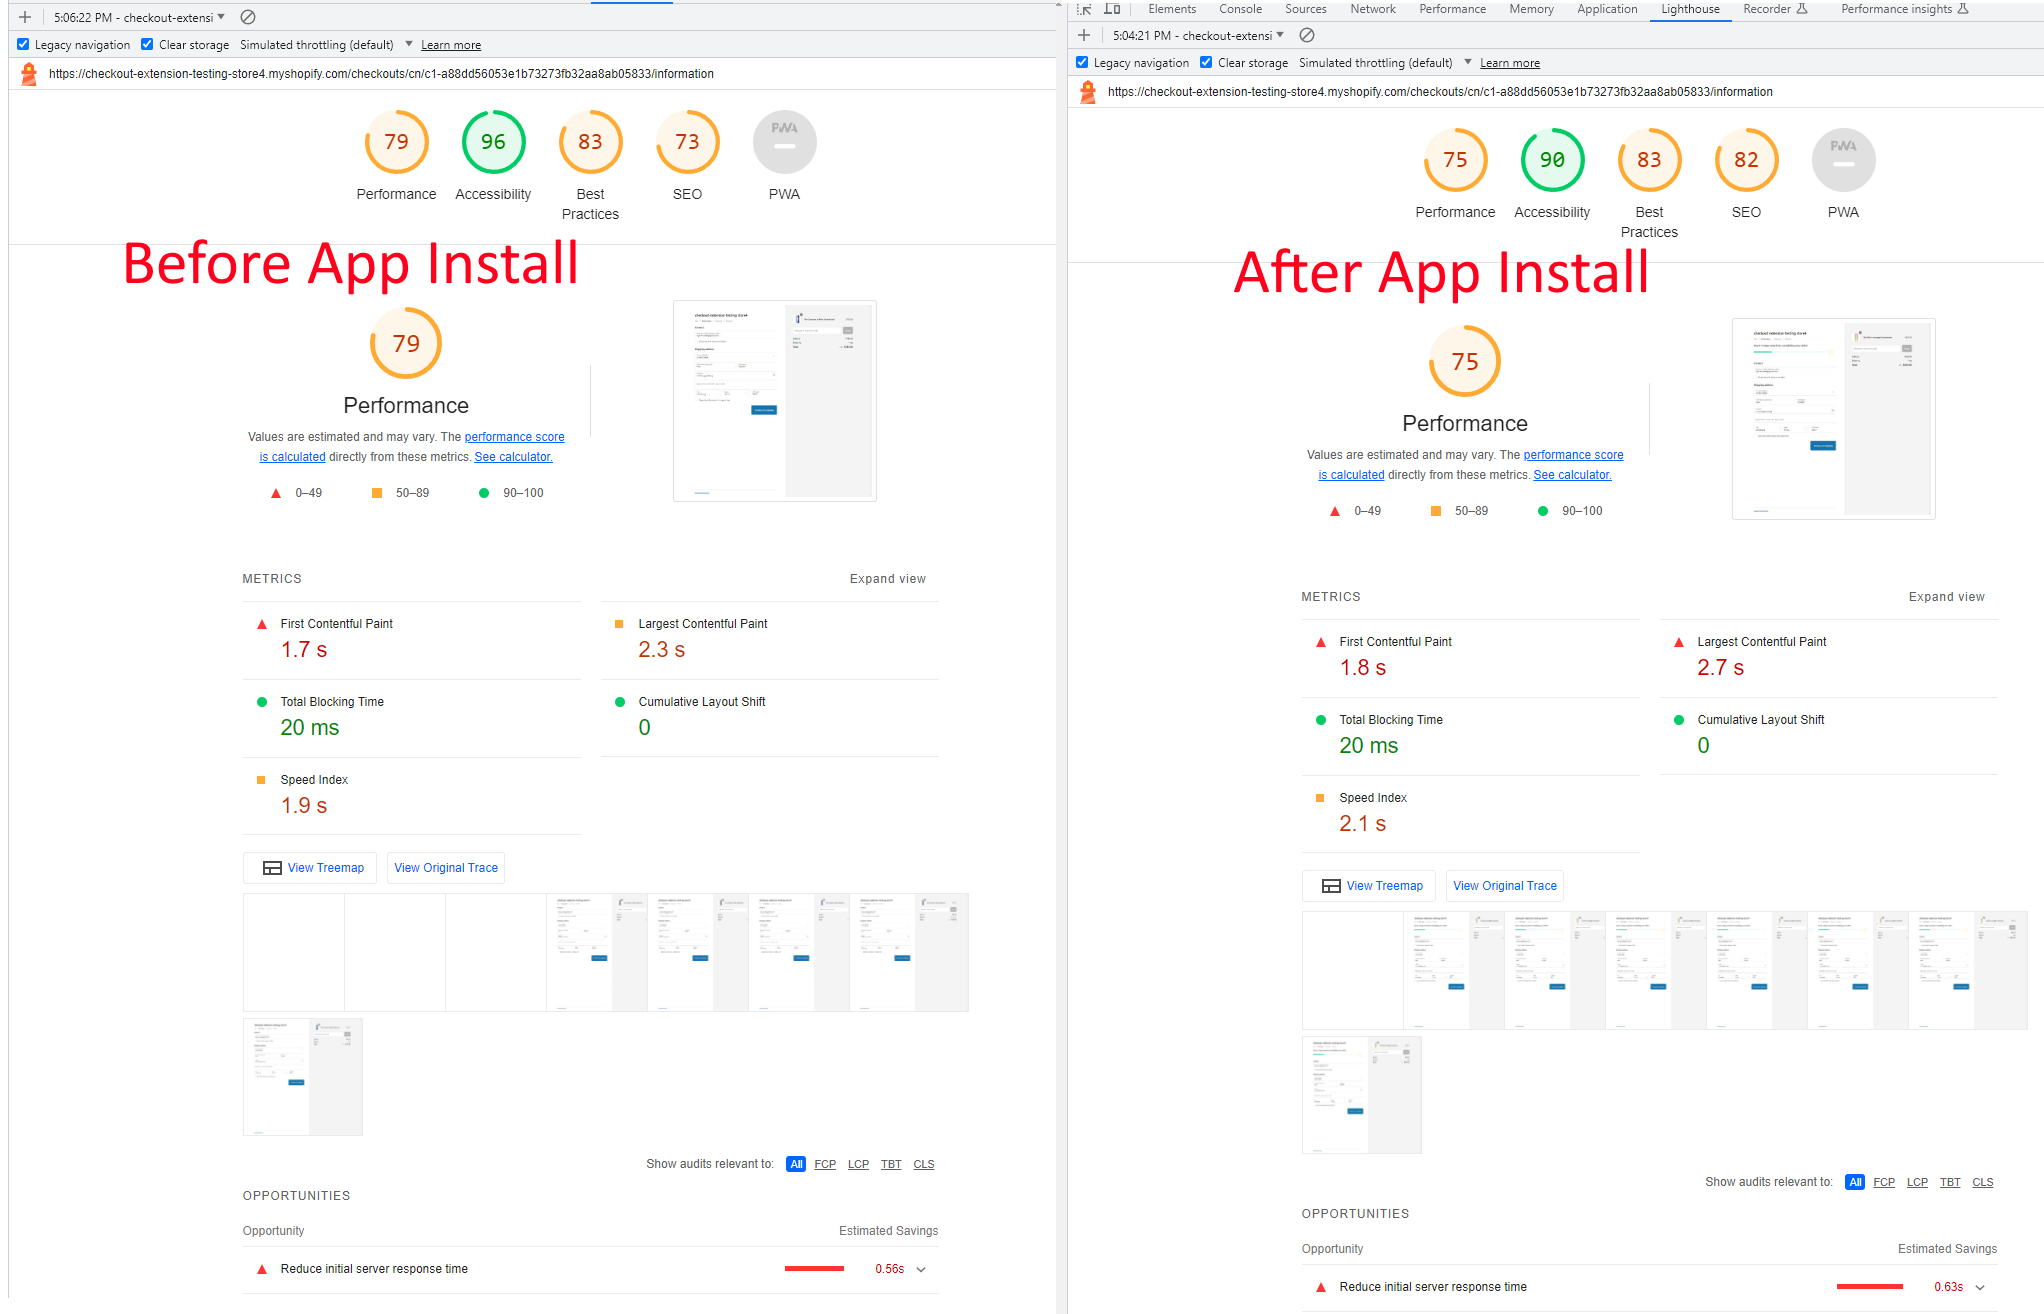 5:06:22 PM - checkout-extensi
Legacy navigation Clear storage Simulated throttling (default) Learn more
https://checkout-extension-testing-store4.myshopify.com/checkouts/cn/c1-a88dd56053e1b73273fb32aa8ab05833/information
79 96 83 73 PWA
Performance Accessibility Best Practices SEO PWA
Before App Install
79
Performance
Values are estimated and may vary. The performance score
is calculated directly from these metrics. See calculator.
0–49 50–89 90–100
METRICS Expand view
First Contentful Paint
1.7 s
Largest Contentful Paint
2.3 s
Total Blocking Time
20 ms
Cumulative Layout Shift
0
Speed Index
1.9 s
View Treemap View Original Trace
Show audits relevant to: All FCP LCP TBT CLS
OPPORTUNITIES
Opportunity Estimated Savings
Reduce initial server response time 0.56s
Elements Console Sources Network Performance Memory Application Lighthouse Recorder Performance insights
5:04:21 PM - checkout-extensi
Legacy navigation Clear storage Simulated throttling (default) Learn more
https://checkout-extension-testing-store4.myshopify.com/checkouts/cn/c1-a88dd56053e1b73273fb32aa8ab05833/information
75 90 83 82 PWA
Performance Accessibility Best Practices SEO PWA
After App Install
75
Performance
Values are estimated and may vary. The performance score
is calculated directly from these metrics. See calculator.
0–49 50–89 90–100
METRICS Expand view
First Contentful Paint
1.8 s
Largest Contentful Paint
2.7 s
Total Blocking Time
20 ms
Cumulative Layout Shift
0
Speed Index
2.1 s
View Treemap View Original Trace
Show audits relevant to: All FCP LCP TBT CLS
OPPORTUNITIES
Opportunity Estimated Savings
Reduce initial server response time 0.63s